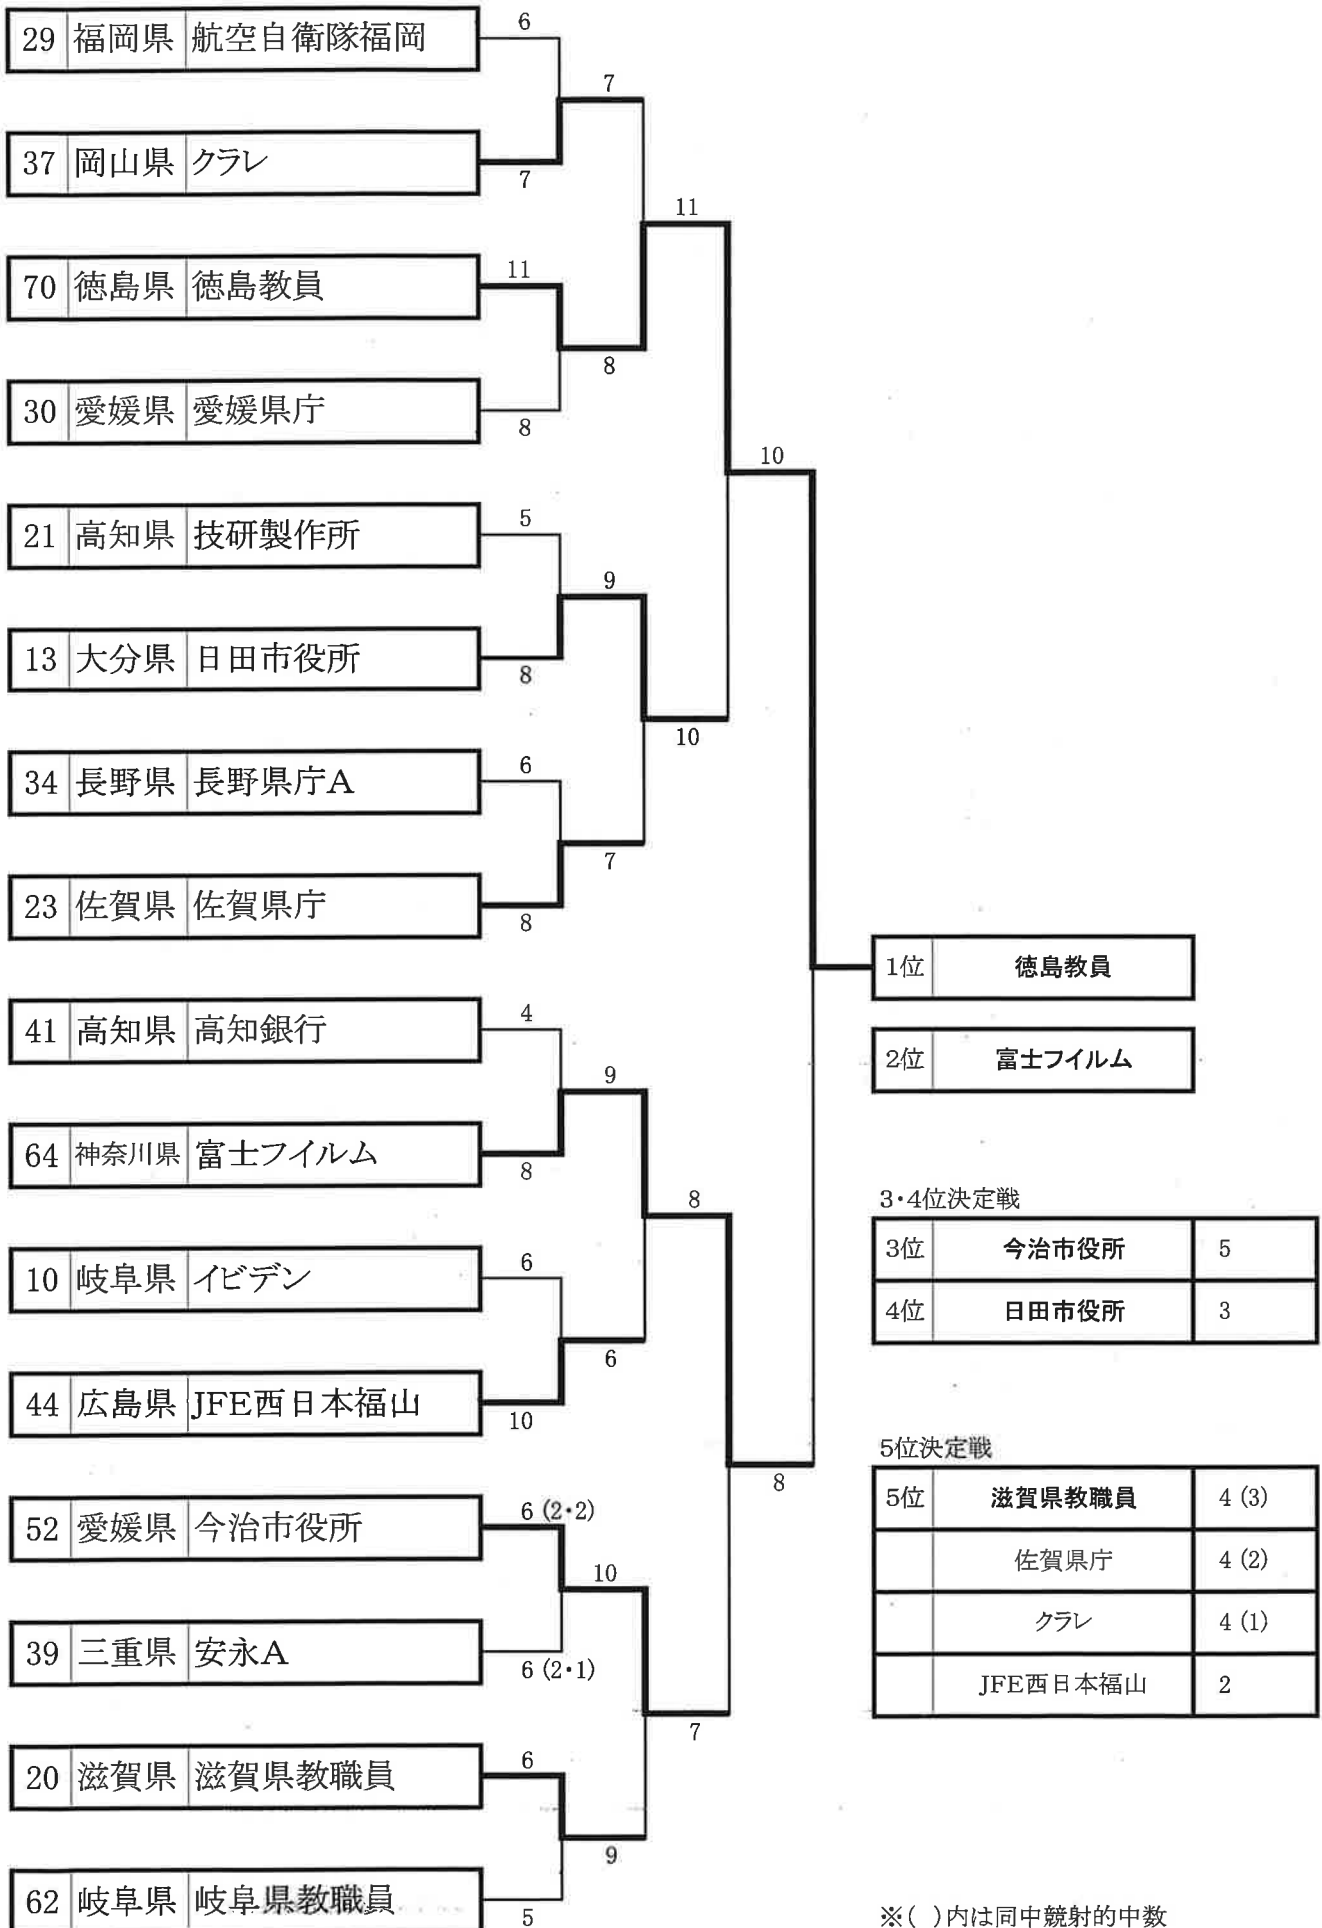 29 福岡県 航空自衛隊福岡 6
7
37 岡山県 クラレ 7
11
70 徳島県 徳島教員 11
8
30 愛媛県 愛媛県庁 8
10
21 高知県 技研製作所 5
9
13 大分県 日田市役所 8
10
34 長野県 長野県庁A 6
7
23 佐賀県 佐賀県庁 8
1位 徳島教員
2位 富士フイルム
41 高知県 高知銀行 4
9
64 神奈川県 富士フイルム 8
8
10 岐阜県 イビデン 6
6
44 広島県 JFE西日本福山 10
8
52 愛媛県 今治市役所 6 (2・2)
10
39 三重県 安永A 6 (2・1)
7
20 滋賀県 滋賀県教職員 6
9
62 岐阜県 岐阜県教職員 5
3・4位決定戦
3位 今治市役所 5
4位 日田市役所 3
5位決定戦
5位 滋賀県教職員 4 (3)
佐賀県庁 4 (2)
クラレ 4 (1)
JFE西日本福山 2
※( )内は同中競射的中数